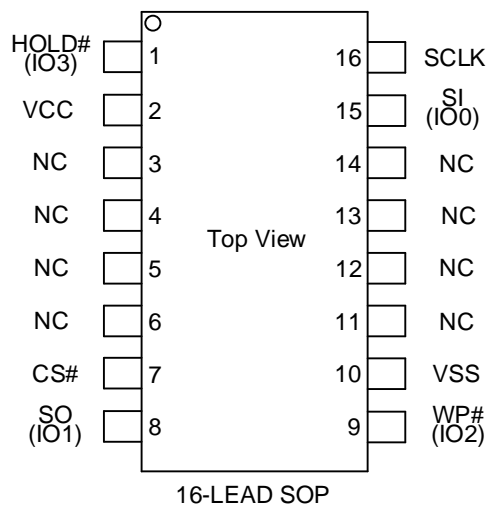 HOLD#
(IO3)
1
16
SCLK
VCC
2
15
SI
(IO0)
NC
3
14
NC
NC
4
13
NC
Top View
NC
5
12
NC
NC
6
11
NC
CS#
7
10
VSS
SO
(IO1)
8
9
WP#
(IO2)
16-LEAD SOP